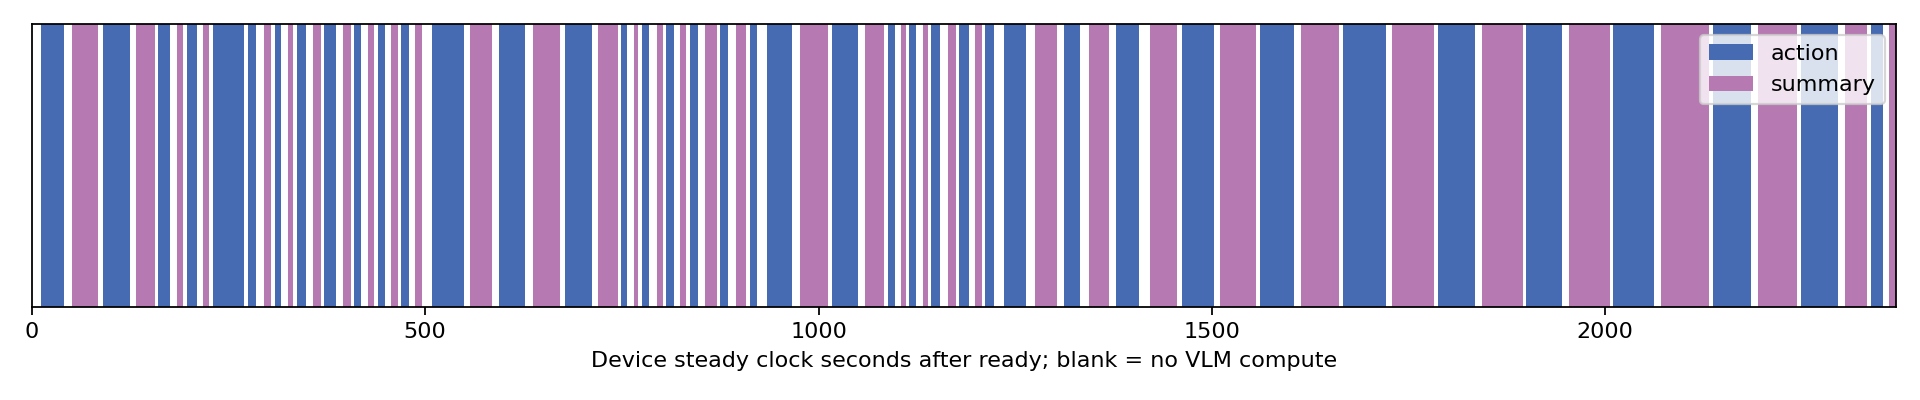 action
summary
0 500 1000 1500 2000
Device steady clock seconds after ready; blank = no VLM compute